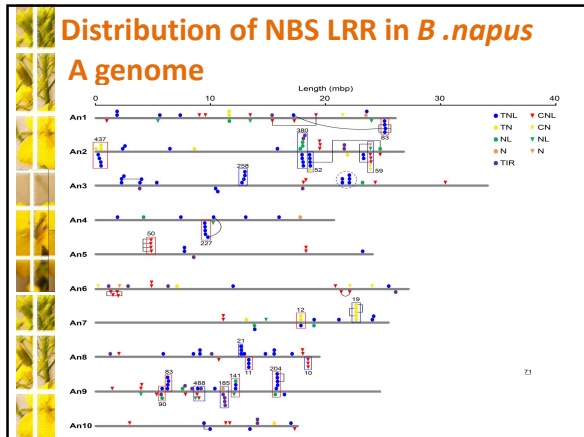 Distribution of NBS LRR in B .napus
A genome
Length (mbp)
0 10 20 30 40
TNL CNL
TN CN
NL NL
N N
TIR
An1
83
An2
437
380
52
59
An3
258
An4
227
An5
50
An6
An7
12
19
An8
21
11
10
An9
83
90
488
185
141
204
An10
71